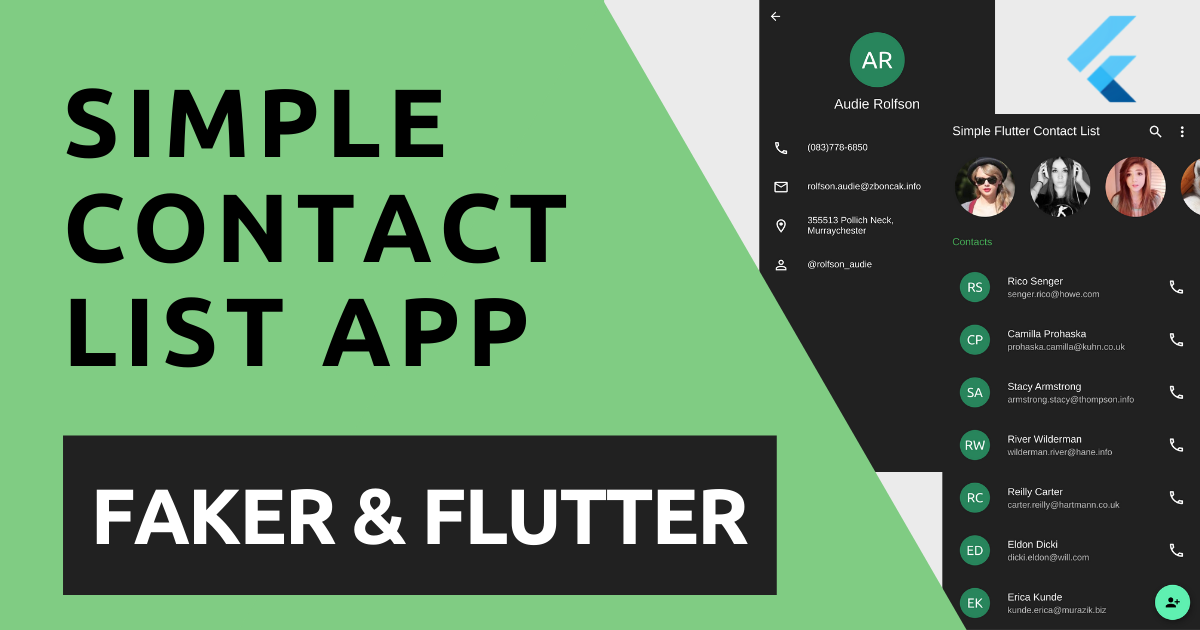 SIMPLE
CONTACT
LIST APP
FAKER & FLUTTER
AR
Audie Rolfson
(083)778-6850
rolfson.audie@zboncak.info
355513 Pollich Neck,
Murraychester
@rolfson_audie
Simple Flutter Contact List
Contacts
RS
Rico Senger
senger.rico@howe.com
CP
Camilla Prohaska
prohaska.camilla@kuhn.co.uk
SA
Stacy Armstrong
armstrong.stacy@thompson.info
RW
River Wilderman
wilderman.river@hane.info
RC
Reilly Carter
carter.reilly@hartmann.co.uk
ED
Eldon Dicki
dicki.eldon@will.com
EK
Erica Kunde
kunde.erica@murazik.biz